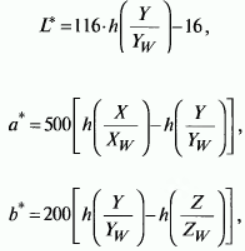 L* = 116·h(Y/Y_W) − 16,
a* = 500[h(X/X_W) − h(Y/Y_W)],
b* = 200[h(Y/Y_W) − h(Z/Z_W)],